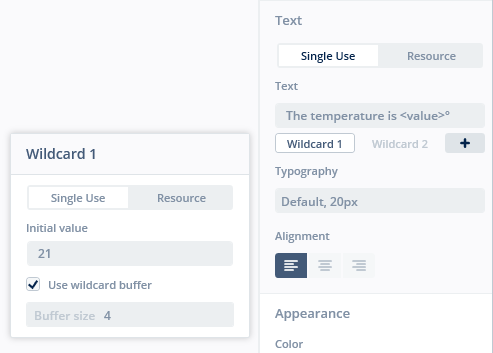 Text
Single Use Resource
Text
The temperature is <value>°
Wildcard 1 Wildcard 2 +
Typography
Default, 20px
Alignment
Appearance
Color
Wildcard 1
Single Use Resource
Initial value
21
Use wildcard buffer
Buffer size 4